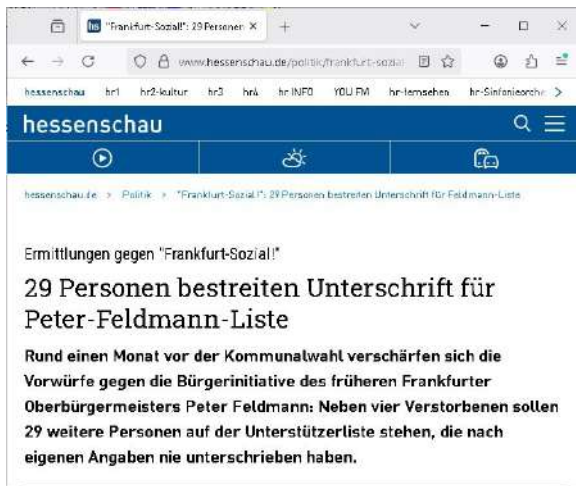 "Frankfurt-Sozial!": 29 Personen
www.hessenschau.de/politik/frankfurt-sozial
hessenschau hr1 hr2-kultur hr3 hr4 hr INFO YOU FM hr-fernsehen hr-Sinfonieorche
hessenschau
hessenschau.de > Politik > "Frankfurt-Sozial!": 29 Personen bestreiten Unterschrift für Feldmann-Liste
Ermittlungen gegen "Frankfurt-Sozial!"
29 Personen bestreiten Unterschrift für
Peter-Feldmann-Liste
Rund einen Monat vor der Kommunalwahl verschärfen sich die
Vorwürfe gegen die Bürgerinitiative des früheren Frankfurter
Oberbürgermeisters Peter Feldmann: Neben vier Verstorbenen sollen
29 weitere Personen auf der Unterstützerliste stehen, die nach
eigenen Angaben nie unterschrieben haben.